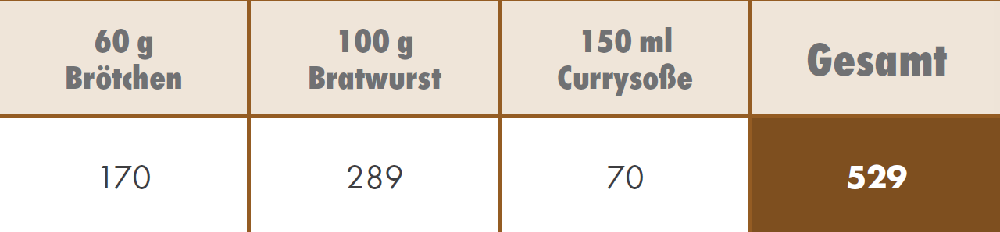 60 g
Brötchen
100 g
Bratwurst
150 ml
Currysoße
Gesamt
170
289
70
529